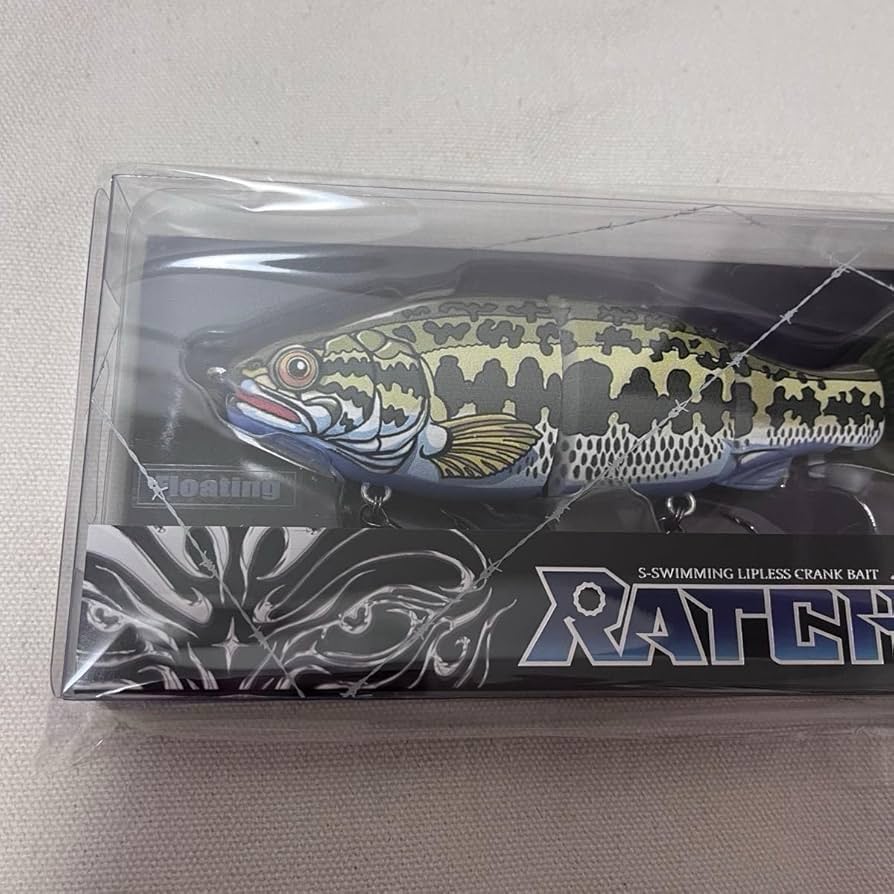 Floating
S-SWIMMING LIPLESS CRANK BAIT
RATCH